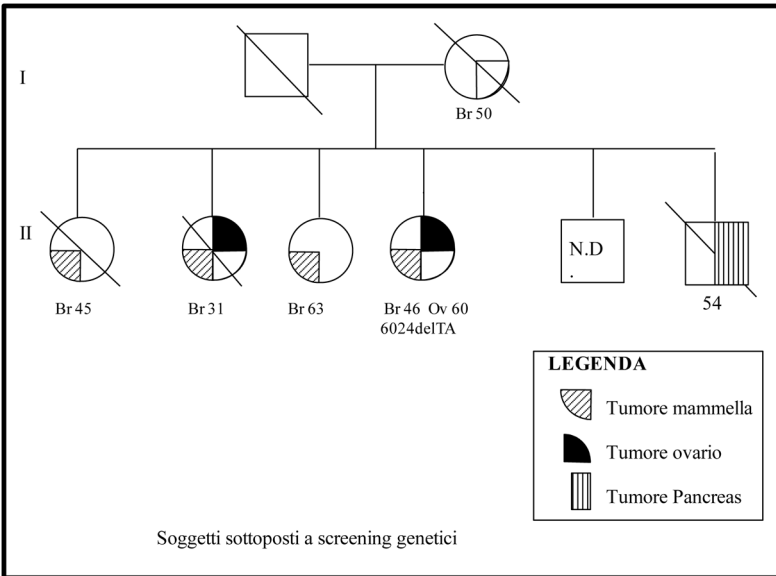 I
Br 50
II
N.D
.
Br 45
Br 31
Br 63
Br 46 Ov 60
6024delTA
54
LEGENDA
Tumore mammella
Tumore ovario
Tumore Pancreas
Soggetti sottoposti a screening genetici